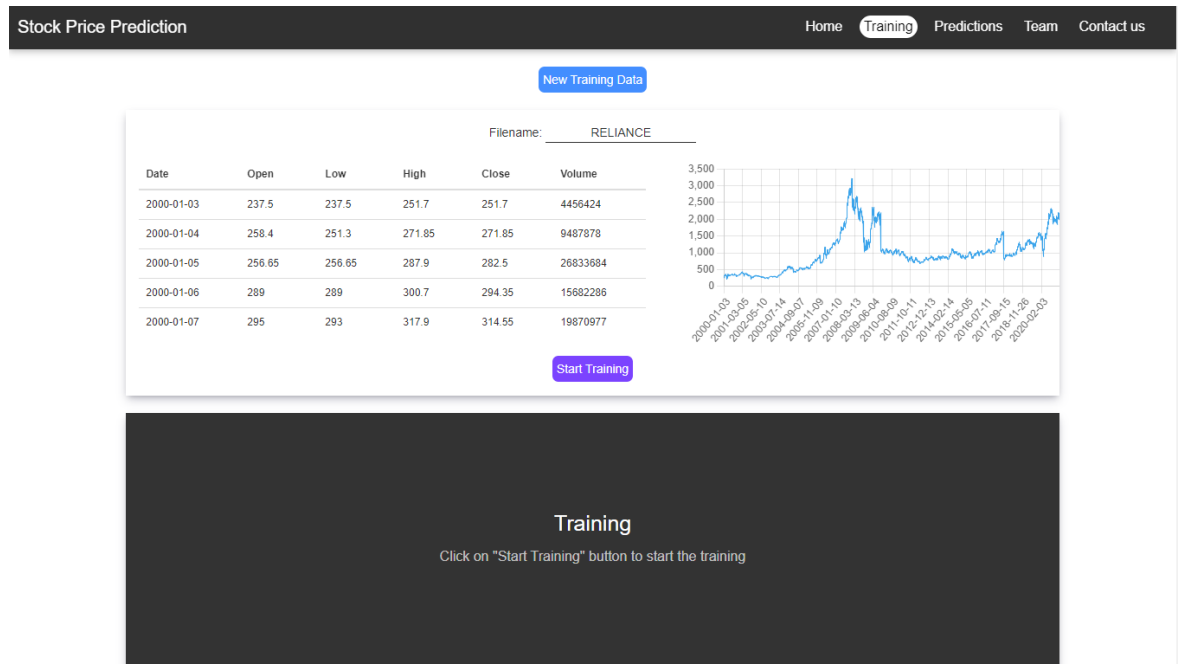 Stock Price Prediction Home Training Predictions Team Contact us
New Training Data
Filename: RELIANCE
Date Open Low High Close Volume
2000-01-03 237.5 237.5 251.7 251.7 4456424
2000-01-04 258.4 251.3 271.85 271.85 9487878
2000-01-05 256.65 256.65 287.9 282.5 26833684
2000-01-06 289 289 300.7 294.35 15682286
2000-01-07 295 293 317.9 314.55 19870977
3,500
3,000
2,500
2,000
1,500
1,000
500
0
2000-01-03
2001-03-05
2002-05-10
2003-07-14
2004-09-07
2005-11-09
2007-01-10
2008-03-13
2009-06-04
2010-08-09
2011-10-11
2012-12-13
2014-02-14
2015-05-05
2016-07-11
2017-09-15
2018-11-26
2020-02-03
Start Training
Training
Click on "Start Training" button to start the training